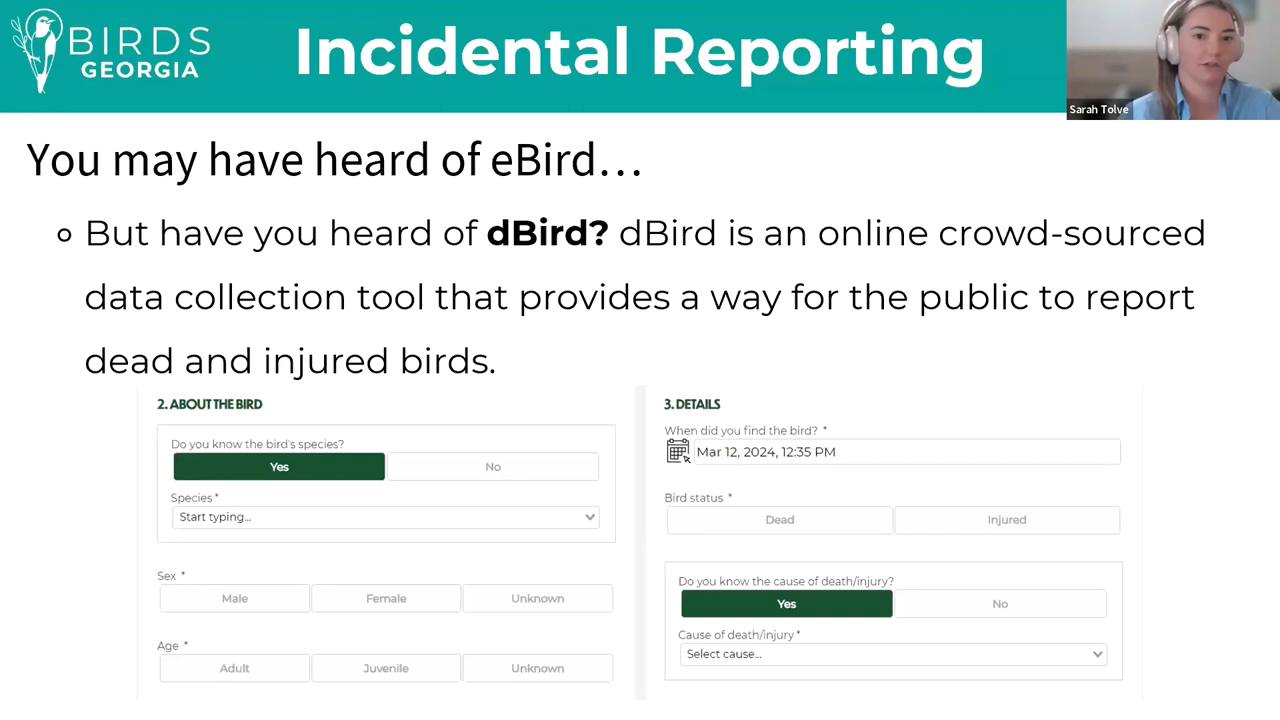 BIRDS
GEORGIA
Incidental Reporting
Sarah Tolve
You may have heard of eBird…
But have you heard of dBird? dBird is an online crowd-sourced
data collection tool that provides a way for the public to report
dead and injured birds.
2. ABOUT THE BIRD
Do you know the bird's species?
Yes No
Species *
Start typing...
Sex *
Male Female Unknown
Age *
Adult Juvenile Unknown
3. DETAILS
When did you find the bird? *
Mar 12, 2024, 12:35 PM
Bird status *
Dead Injured
Do you know the cause of death/injury?
Yes No
Cause of death/injury *
Select cause...